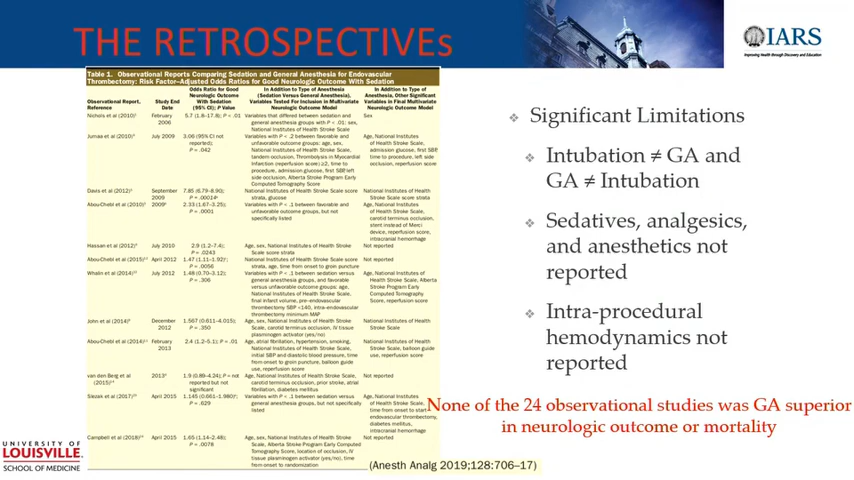 THE RETROSPECTIVEs
IARS
Improving Health through Discovery and Education
Table 1. Observational Reports Comparing Sedation and General Anesthesia for Endovascular
Thrombectomy: Risk Factor–Adjusted Odds Ratios for Good Neurologic Outcome With Sedation
Observational Report, Reference
Study End Date
Odds Ratio for Good Neurologic Outcome With Sedation (95% CI); P Value
In Addition to Type of Anesthesia (Sedation Versus General Anesthesia), Variables Tested For Inclusion in Multivariate Neurologic Outcome Model
In Addition to Type of Anesthesia, Other Significant Variables in Final Multivariate Neurologic Outcome Model
Nichols et al (2010)
February 2006
5.7 (1.8–17.8); P < .01
Variables that differed between sedation and general anesthesia groups with P < .01: sex, National Institutes of Health Stroke Scale
Sex
Jumaa et al (2010)
July 2009
3.06 (95% CI not reported); P = .042
Variables with P < .2 between favorable and unfavorable outcome groups: age, sex, National Institutes of Health Stroke Scale, tandem occlusion, Thrombolysis in Myocardial Infarction (reperfusion score) ≥2, time to procedure, admission glucose, first SBP, left side occlusion, Alberta Stroke Program Early Computed Tomography Score
Age, National Institutes of Health Stroke Scale, admission glucose, first SBP, time to procedure, left side occlusion, reperfusion score
Davis et al (2012)
September 2009
7.85 (6.79–8.90); P = .00014
National Institutes of Health Stroke Scale score strata, glucose
National Institutes of Health Stroke Scale score strata
Abou-Chebl et al (2010)
2009
2.33 (1.67–3.25); P = .0001
Variables with P < .1 between favorable and unfavorable outcome groups, but not specifically listed
Age, National Institutes of Health Stroke Scale, carotid terminus occlusion, stent instead of Merci device, reperfusion score, intracranial hemorrhage
Hassan et al (2012)
July 2010
2.9 (1.2–7.4); P = .0243
Age, sex, National Institutes of Health Stroke Scale score strata
Not reported
Abou-Chebl et al (2015)
April 2012
1.47 (1.11–1.92); P = .0056
National Institutes of Health Stroke Scale score strata, age, time from onset to groin puncture
Not reported
Whalin et al (2014)
July 2012
1.48 (0.70–3.12); P = .306
Variables with P < .1 between sedation versus general anesthesia groups, and favorable versus unfavorable outcome groups: age, National Institutes of Health Stroke Scale, final infarct volume, pre–endovascular thrombectomy SBP <140, intra–endovascular thrombectomy minimum MAP
Age, National Institutes of Health Stroke Scale, Alberta Stroke Program Early Computed Tomography Score, reperfusion score
John et al (2014)
December 2012
1.567 (0.611–4.015); P = .350
Age, sex, National Institutes of Health Stroke Scale, carotid terminus occlusion, IV tissue plasminogen activator (yes/no)
National Institutes of Health Stroke Scale
Abou-Chebl et al (2014)
February 2013
2.4 (1.2–5.1); P = .01
Age, atrial fibrillation, hypertension, smoking, National Institutes of Health Stroke Scale, initial SBP and diastolic blood pressure, time from onset to groin puncture, balloon guide use, reperfusion score
Age, National Institutes of Health Stroke Scale, balloon guide use, reperfusion score
van den Berg et al (2015)
2013
1.9 (0.89–4.24); P = not reported but not significant
Age, National Institutes of Health Stroke Scale, carotid terminus occlusion, prior stroke, atrial fibrillation, diabetes mellitus
Not reported
April 2015
1.145 (0.661–1.980); P = .629
Variables with P < .1 between sedation versus general anesthesia groups, but not specifically listed
Age, National Institutes of Health Stroke Scale, time from onset to start endovascular thrombectomy, diabetes mellitus, intracranial hemorrhage
Campbell et al (2018)
April 2015
1.65 (1.14–2.48); P = .0078
Age, sex, National Institutes of Health Stroke Scale, Alberta Stroke Program Early Computed Tomography Score, location of occlusion, IV tissue plasminogen activator (yes/no), time from onset to randomization
Not reported
Significant Limitations
Intubation ≠ GA and
GA ≠ Intubation
Sedatives, analgesics,
and anesthetics not
reported
Intra-procedural
hemodynamics not
reported
None of the 24 observational studies was GA superior
in neurologic outcome or mortality
(Anesth Analg 2019;128:706–17)
UNIVERSITY OF
LOUISVILLE.
SCHOOL OF MEDICINE